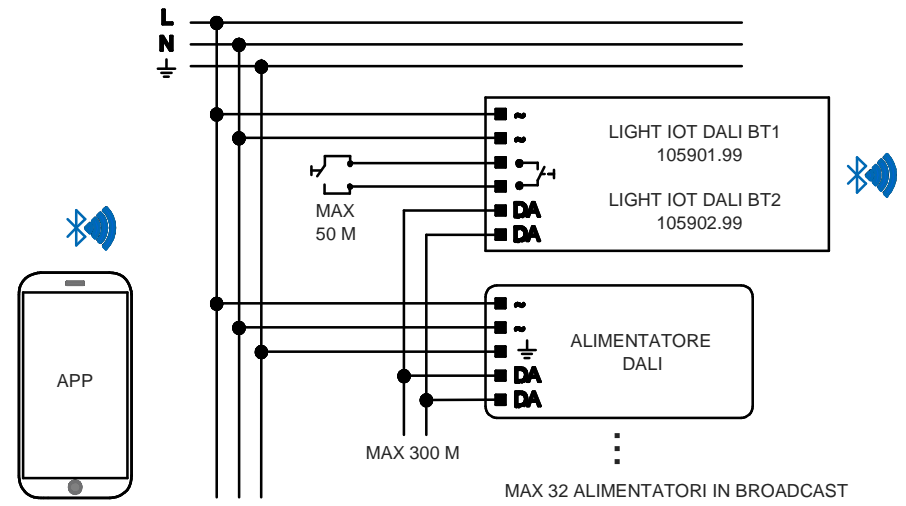 L
N
~
~
LIGHT IOT DALI BT1
105901.99
LIGHT IOT DALI BT2
105902.99
DA
DA
MAX
50 M
~
~
DA
DA
ALIMENTATORE
DALI
APP
MAX 300 M
MAX 32 ALIMENTATORI IN BROADCAST